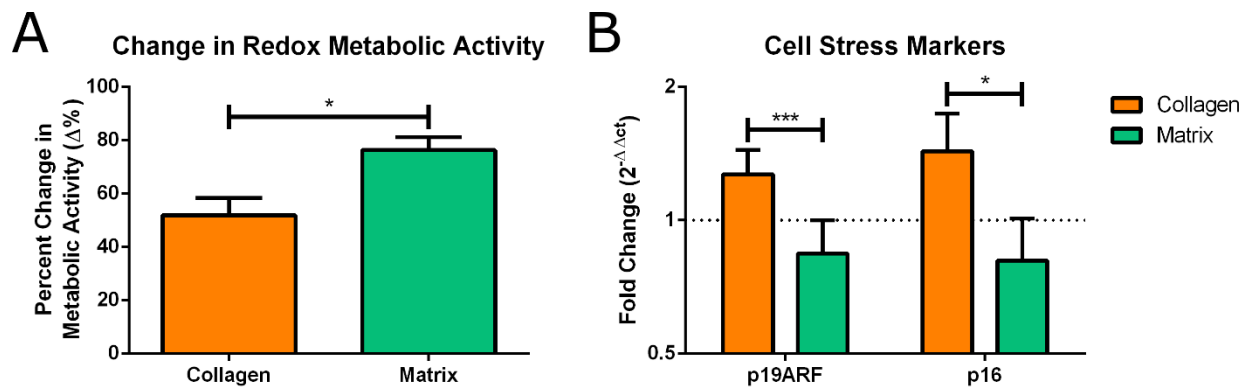 A
Change in Redox Metabolic Activity
Percent Change in
Metabolic Activity (Δ%)
100
80
60
40
20
0
*
Collagen
Matrix
B
Cell Stress Markers
Fold Change (2^-Δ Δct)
2
1
0.5
***
*
p19ARF
p16
Collagen
Matrix